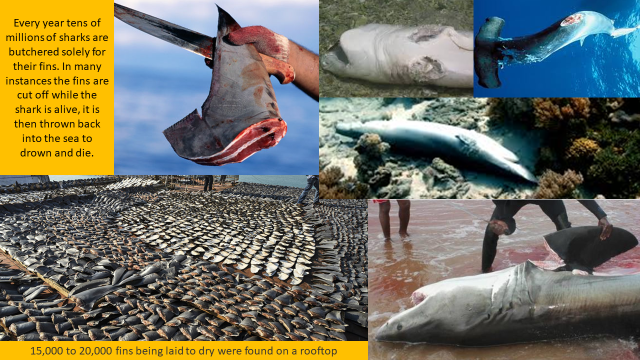 Every year tens of
millions of sharks are
butchered solely for
their fins. In many
instances the fins are
cut off while the
shark is alive, it is
then thrown back
into the sea to
drown and die.
15,000 to 20,000 fins being laid to dry were found on a rooftop